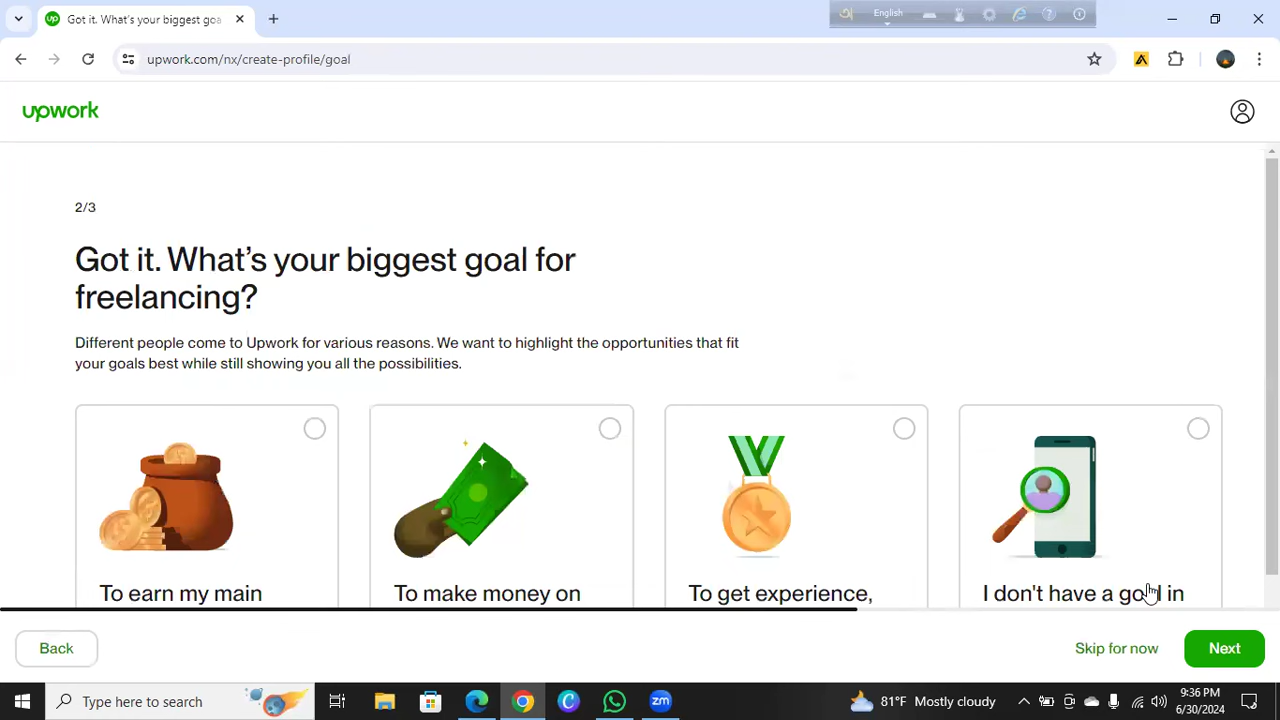 Got it. What's your biggest goa
English
upwork.com/nx/create-profile/goal
upwork
2/3
Got it. What’s your biggest goal for
freelancing?
Different people come to Upwork for various reasons. We want to highlight the opportunities that fit
your goals best while still showing you all the possibilities.
To earn my main
To make money on
To get experience,
I don't have a goal in
Back
Skip for now
Next
Type here to search
zm
81°F Mostly cloudy
9:36 PM
6/30/2024